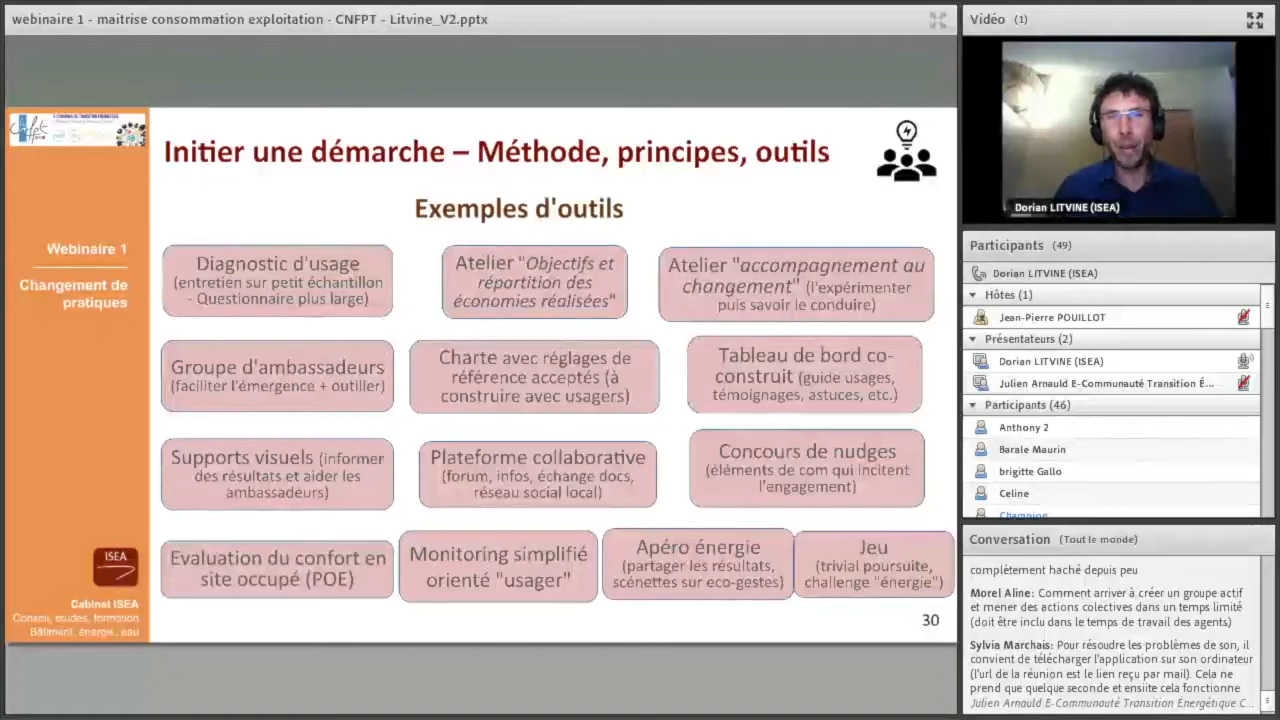 webinaire 1 - maitrise consommation exploitation - CNFPT - Litvine_V2.pptx
Initier une démarche – Méthode, principes, outils
Exemples d'outils
Webinaire 1
Changement de
pratiques
Diagnostic d'usage
(entretien sur petit échantillon
- Questionnaire plus large)
Atelier "Objectifs et
répartition des
économies réalisées"
Atelier "accompagnement au
changement" (l'expérimenter
puis savoir le conduire)
Groupe d'ambassadeurs
(faciliter l'émergence + outiller)
Charte avec réglages de
référence acceptés (à
construire avec usagers)
Tableau de bord co-
construit (guide usages,
témoignages, astuces, etc.)
Supports visuels (informer
des résultats et aider les
ambassadeurs)
Plateforme collaborative
(forum, infos, échange docs,
réseau social local)
Concours de nudges
(éléments de com qui incitent
l'engagement)
Evaluation du confort en
site occupé (POE)
Monitoring simplifié
orienté "usager"
Apéro énergie
(partager les résultats,
scénettes sur eco-gestes)
Jeu
(trivial poursuite,
challenge "énergie")
ISEA
Cabinet ISEA
Conseil, etudes, formation
Bâtiment, énergie, eau
30
Vidéo (1)
Dorian LITVINE (ISEA)
Participants (49)
Dorian LITVINE (ISEA)
Hôtes (1)
Jean-Pierre POUILLOT
Présentateurs (2)
Dorian LITVINE (ISEA)
Julien Arnauld E-Communauté Transition É...
Participants (46)
Anthony 2
Barale Maurin
brigitte Gallo
Celine
Champion
Conversation (Tout le monde)
complètement haché depuis peu
Morel Aline: Comment arriver à créer un groupe actif
et mener des actions collectives dans un temps limité
(doit être inclu dans le temps de travail des agents)
Sylvia Marchais: Pour résoudre les problèmes de son, il
convient de télécharger l'application sur son ordinateur
(l'url de la réunion est le lien reçu par mail). Cela ne
prend que quelque seconde et ensiite cela fonctionne
Julien Arnauld E-Communauté Transition Énergétique C...